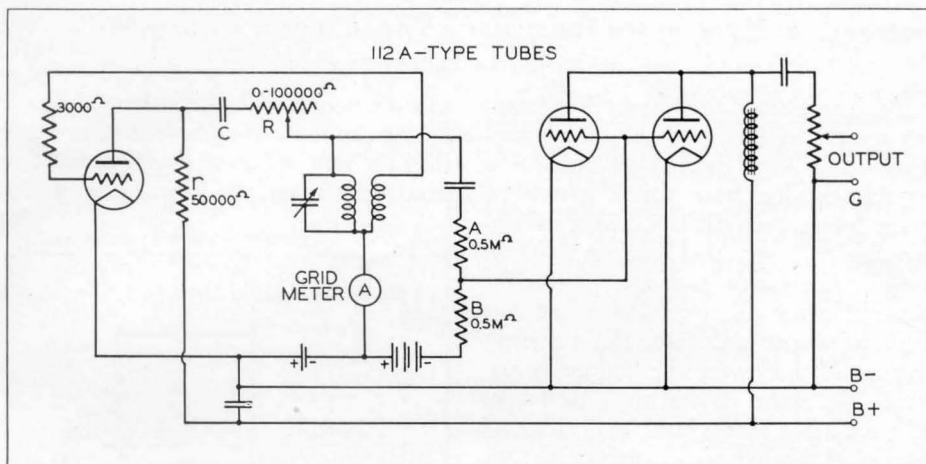 112A-TYPE TUBES
3000Ω
0-100000Ω
C
R
r
50000Ω
A
0.5MΩ
B
0.5MΩ
GRID
METER
A
+ -
+ -
OUTPUT
G
B-
B+